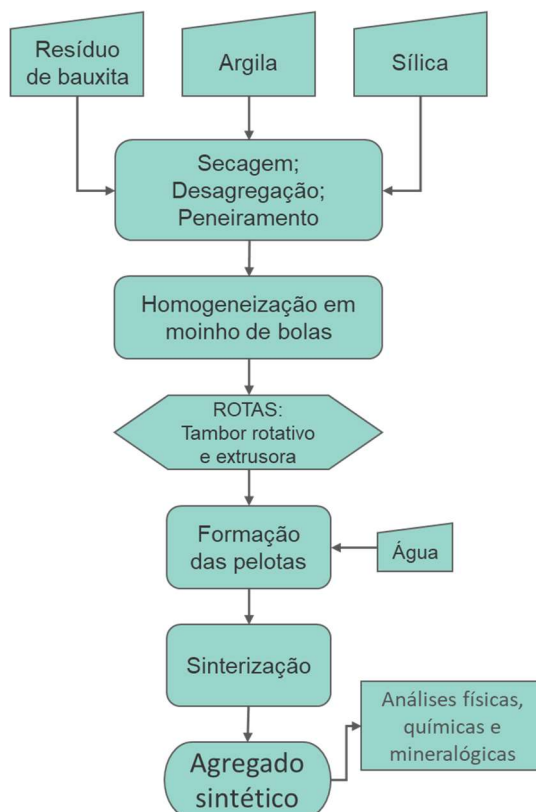 Resíduo
de bauxita
Argila
Sílica
Secagem;
Desagregação;
Peneiramento
Homogeneização em
moinho de bolas
ROTAS:
Tambor rotativo
e extrusora
Formação
das pelotas
Água
Sinterização
Análises físicas,
químicas e
mineralógicas
Agregado
sintético